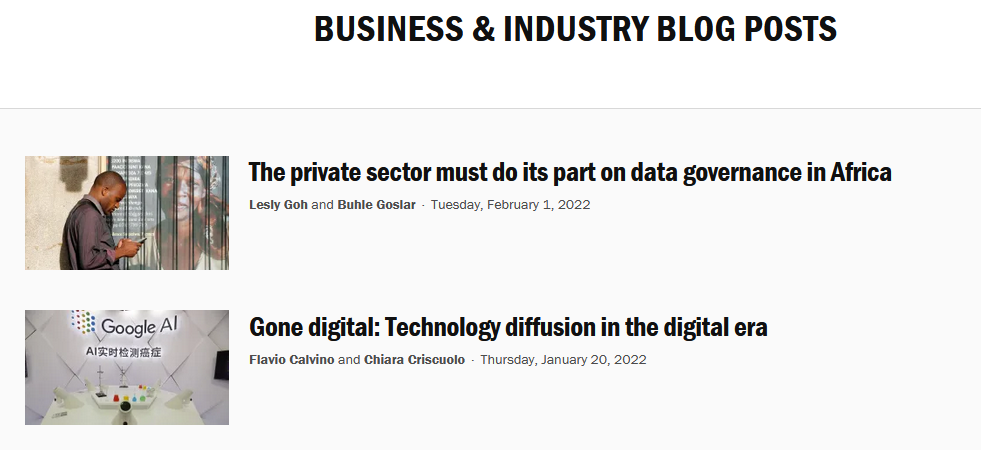 BUSINESS & INDUSTRY BLOG POSTS
The private sector must do its part on data governance in Africa
Lesly Goh and Buhle Goslar · Tuesday, February 1, 2022
Gone digital: Technology diffusion in the digital era
Flavio Calvino and Chiara Criscuolo · Thursday, January 20, 2022
Google AI
AI实时检测癌症